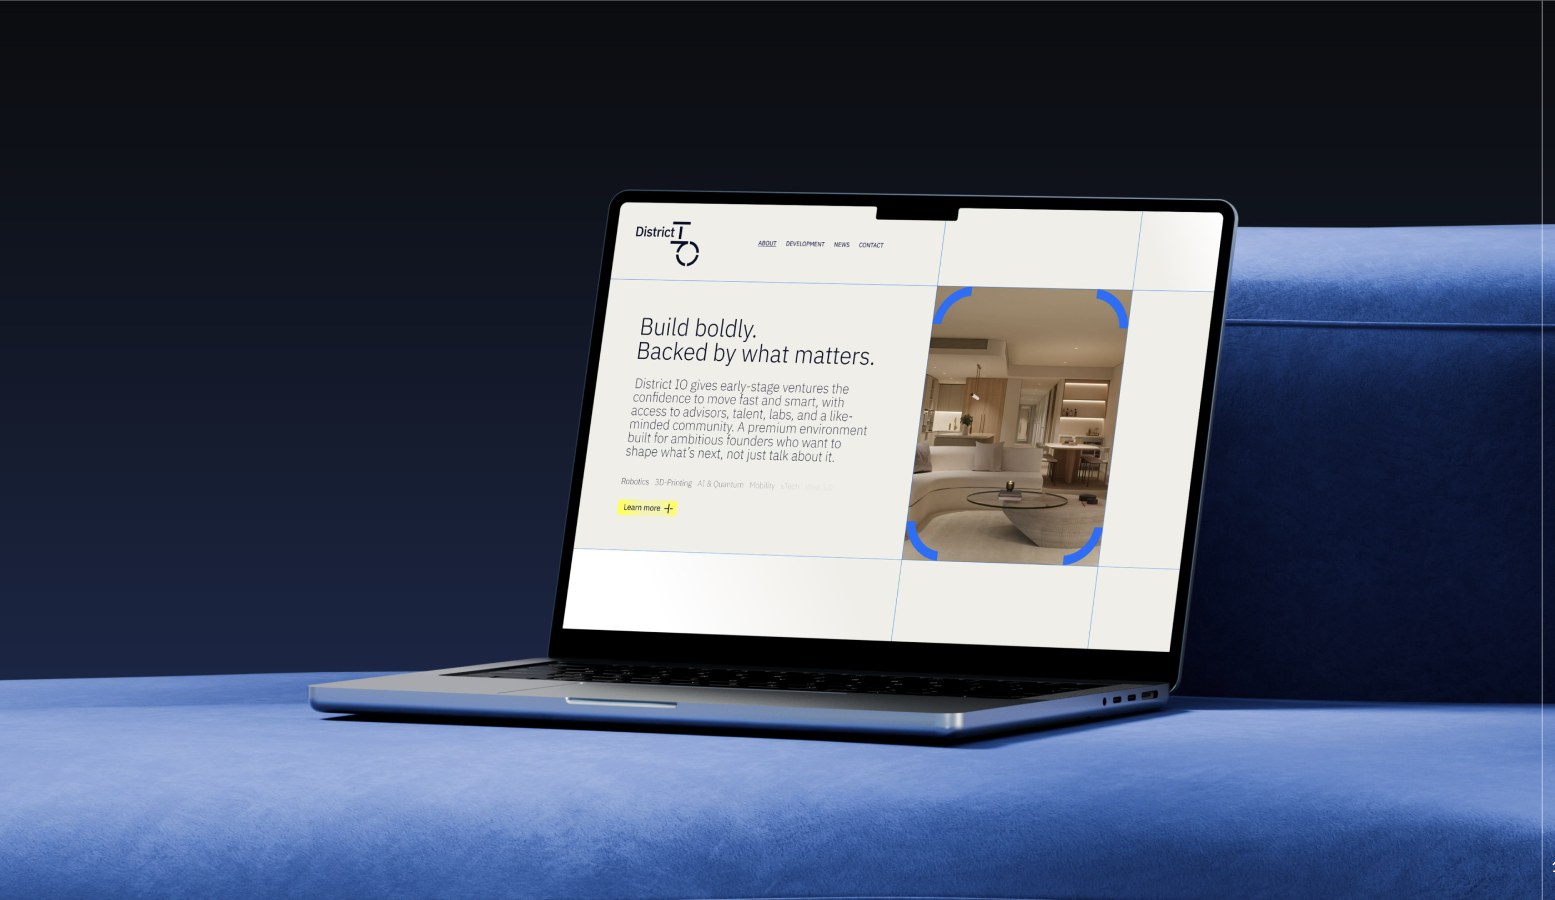 District IO
ABOUT DEVELOPMENT NEWS CONTACT
Build boldly.
Backed by what matters.
District IO gives early-stage ventures the
confidence to move fast and smart, with
access to advisors, talent, labs, and a like-
minded community. A premium environment
built for ambitious founders who want to
shape what's next, not just talk about it.
Robotics 3D-Printing AI & Quantum Mobility
Learn more